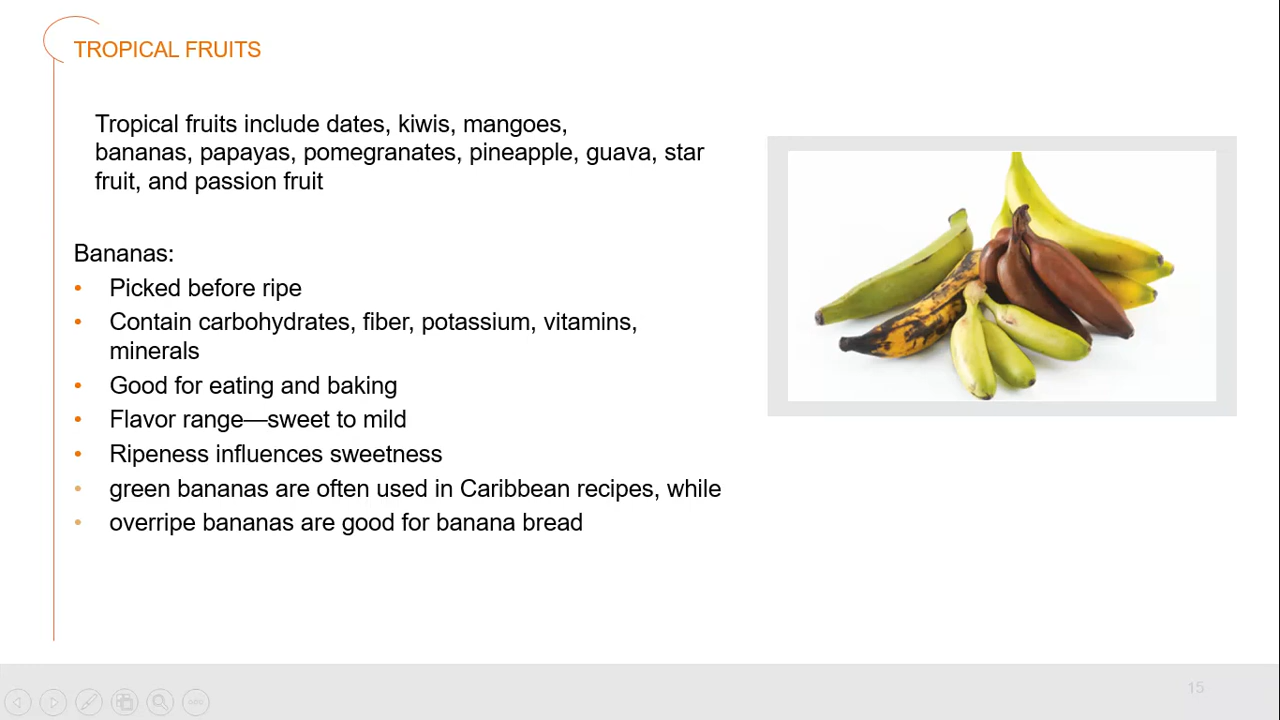 TROPICAL FRUITS
Tropical fruits include dates, kiwis, mangoes,
bananas, papayas, pomegranates, pineapple, guava, star
fruit, and passion fruit
Bananas:
• Picked before ripe
• Contain carbohydrates, fiber, potassium, vitamins,
minerals
• Good for eating and baking
• Flavor range—sweet to mild
• Ripeness influences sweetness
• green bananas are often used in Caribbean recipes, while
• overripe bananas are good for banana bread
15